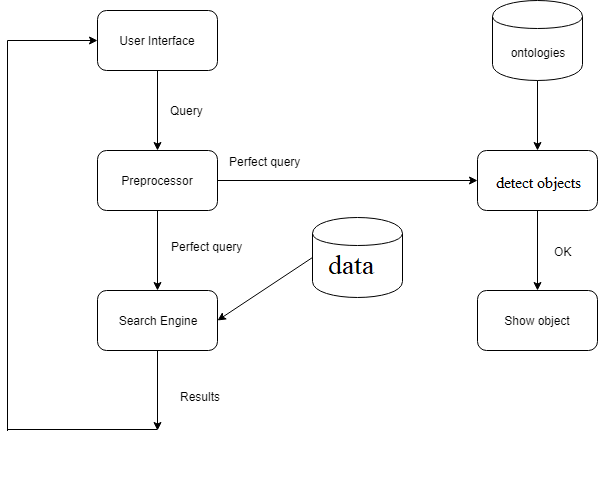 User Interface
ontologies
Query
Perfect query
Preprocessor
detect objects
Perfect query
data
OK
Search Engine
Show object
Results